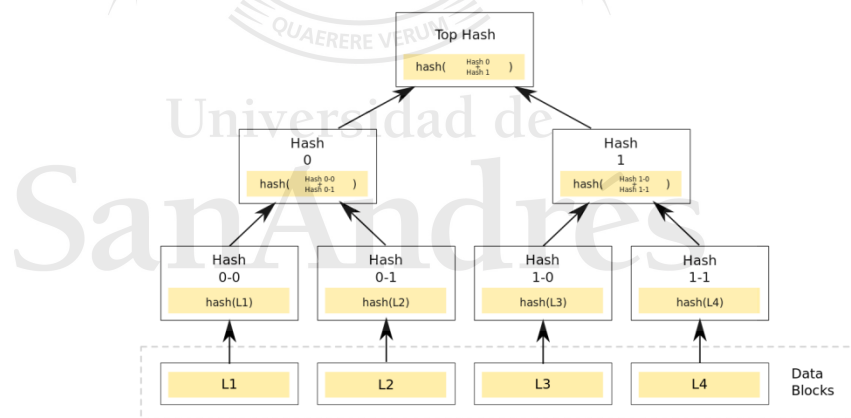 QUAERERE VERUM
Universidad de
SanAndrés
Top Hash
hash( Hash 0 + Hash 1 )
Hash
0
hash( Hash 0-0 + Hash 0-1 )
Hash
1
hash( Hash 1-0 + Hash 1-1 )
Hash
0-0
hash(L1)
Hash
0-1
hash(L2)
Hash
1-0
hash(L3)
Hash
1-1
hash(L4)
L1
L2
L3
L4
Data
Blocks